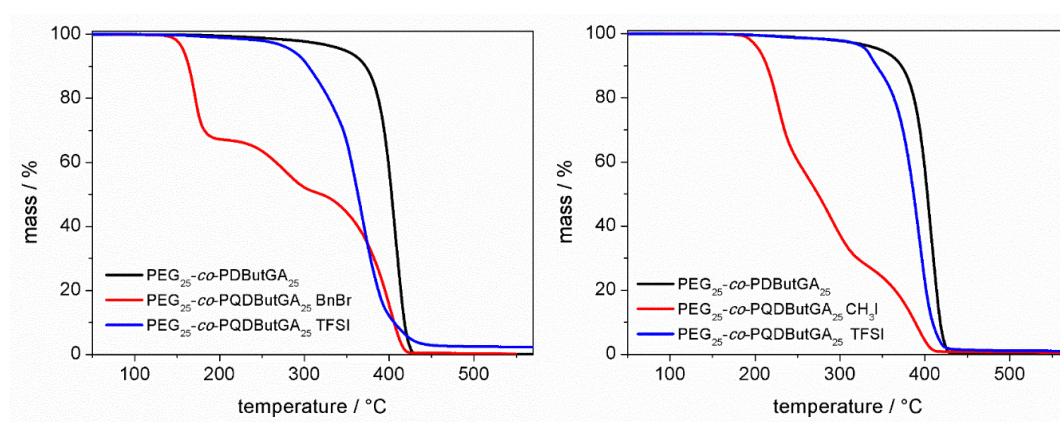 100
80
60
40
20
0
mass / %
PEG₂₅-co-PDButGA₂₅
PEG₂₅-co-PQDButGA₂₅ BnBr
PEG₂₅-co-PQDButGA₂₅ TFSI
100 200 300 400 500
temperature / °C
100
80
60
40
20
0
mass / %
PEG₂₅-co-PDButGA₂₅
PEG₂₅-co-PQDButGA₂₅ CH₃I
PEG₂₅-co-PQDButGA₂₅ TFSI
100 200 300 400 500
temperature / °C